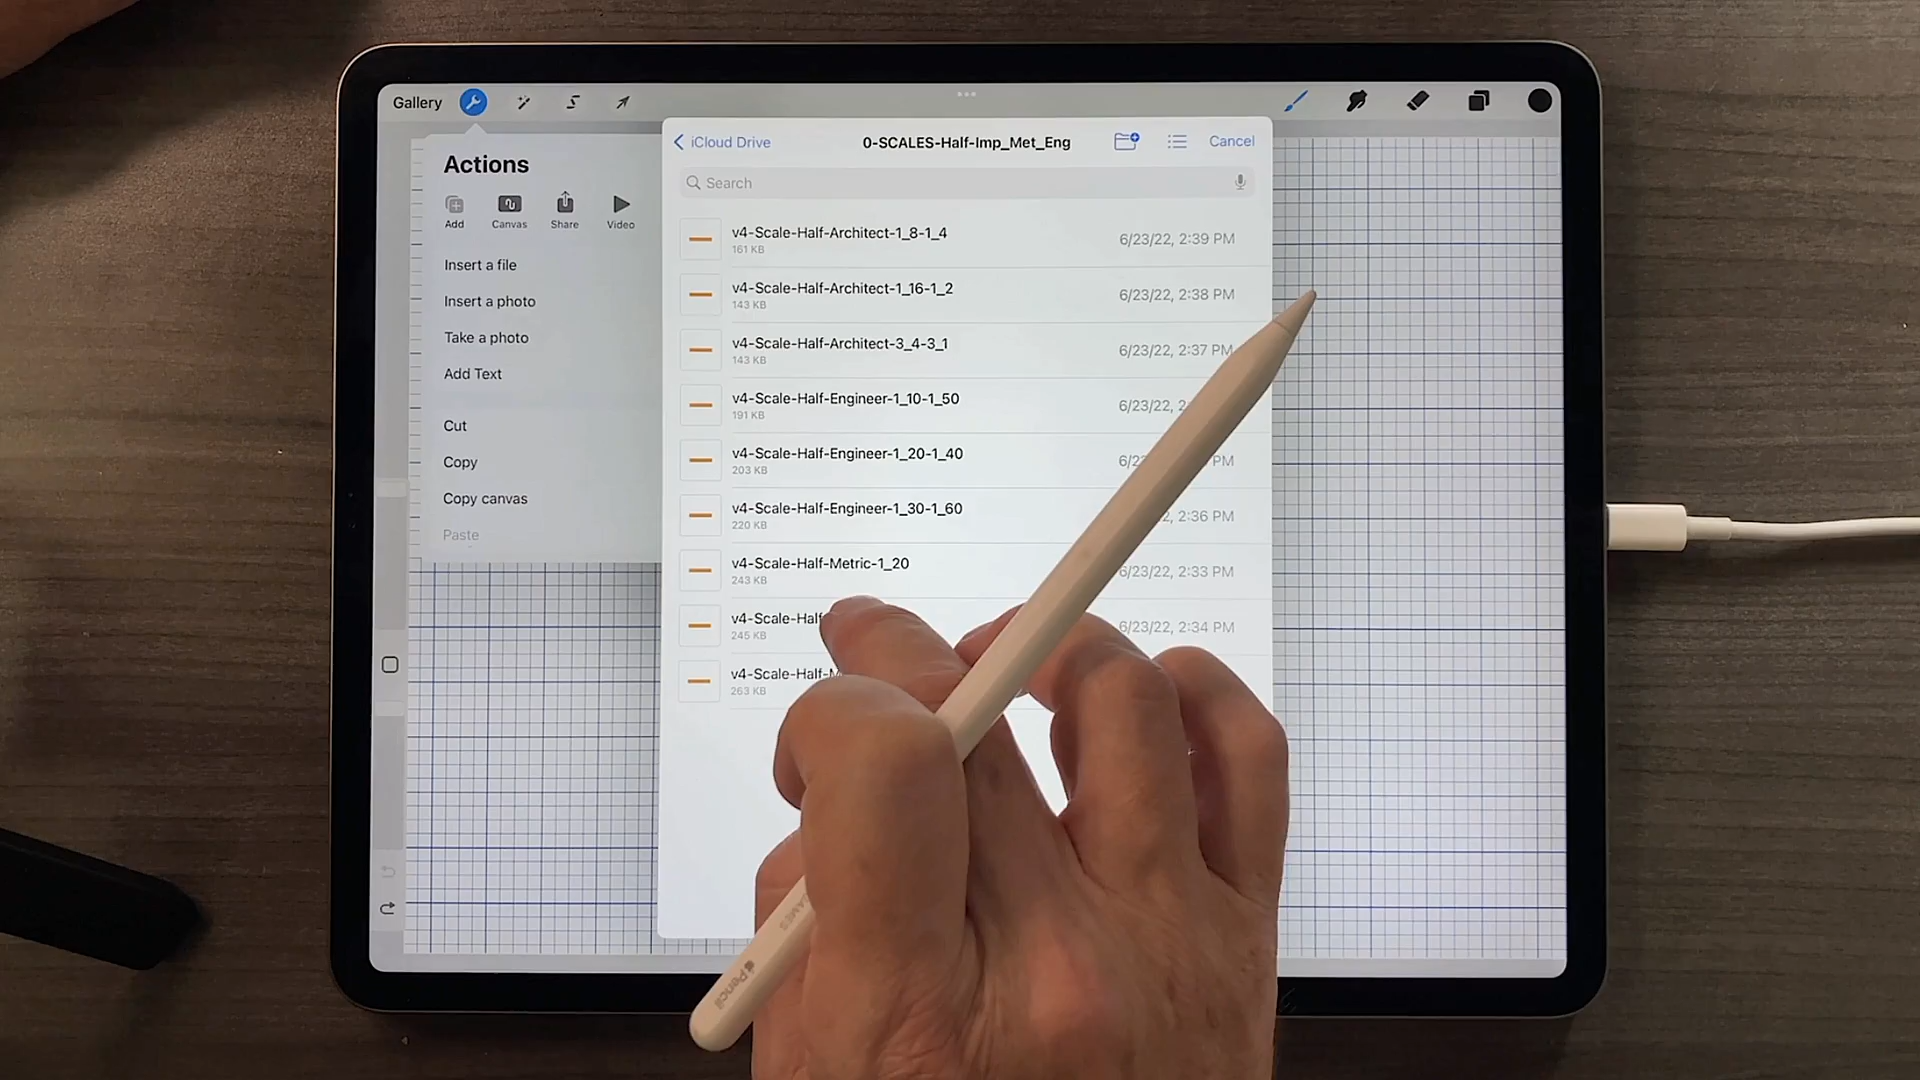 Gallery
Actions
Add
Canvas
Share
Video
Insert a file
Insert a photo
Take a photo
Add Text
Cut
Copy
Copy canvas
Paste
iCloud Drive
0-SCALES-Half-Imp_Met_Eng
Cancel
Search
v4-Scale-Half-Architect-1_8-1_4
161 KB
6/23/22, 2:39 PM
v4-Scale-Half-Architect-1_16-1_2
143 KB
6/23/22, 2:38 PM
v4-Scale-Half-Architect-3_4-3_1
143 KB
6/23/22, 2:37 PM
v4-Scale-Half-Engineer-1_10-1_50
191 KB
6/23/22, 2:
v4-Scale-Half-Engineer-1_20-1_40
203 KB
6/2 PM
v4-Scale-Half-Engineer-1_30-1_60
220 KB
2:36 PM
v4-Scale-Half-Metric-1_20
243 KB
6/23/22, 2:33 PM
v4-Scale-Half
245 KB
6/23/22, 2:34 PM
v4-Scale-Half-M
263 KB
Pencil